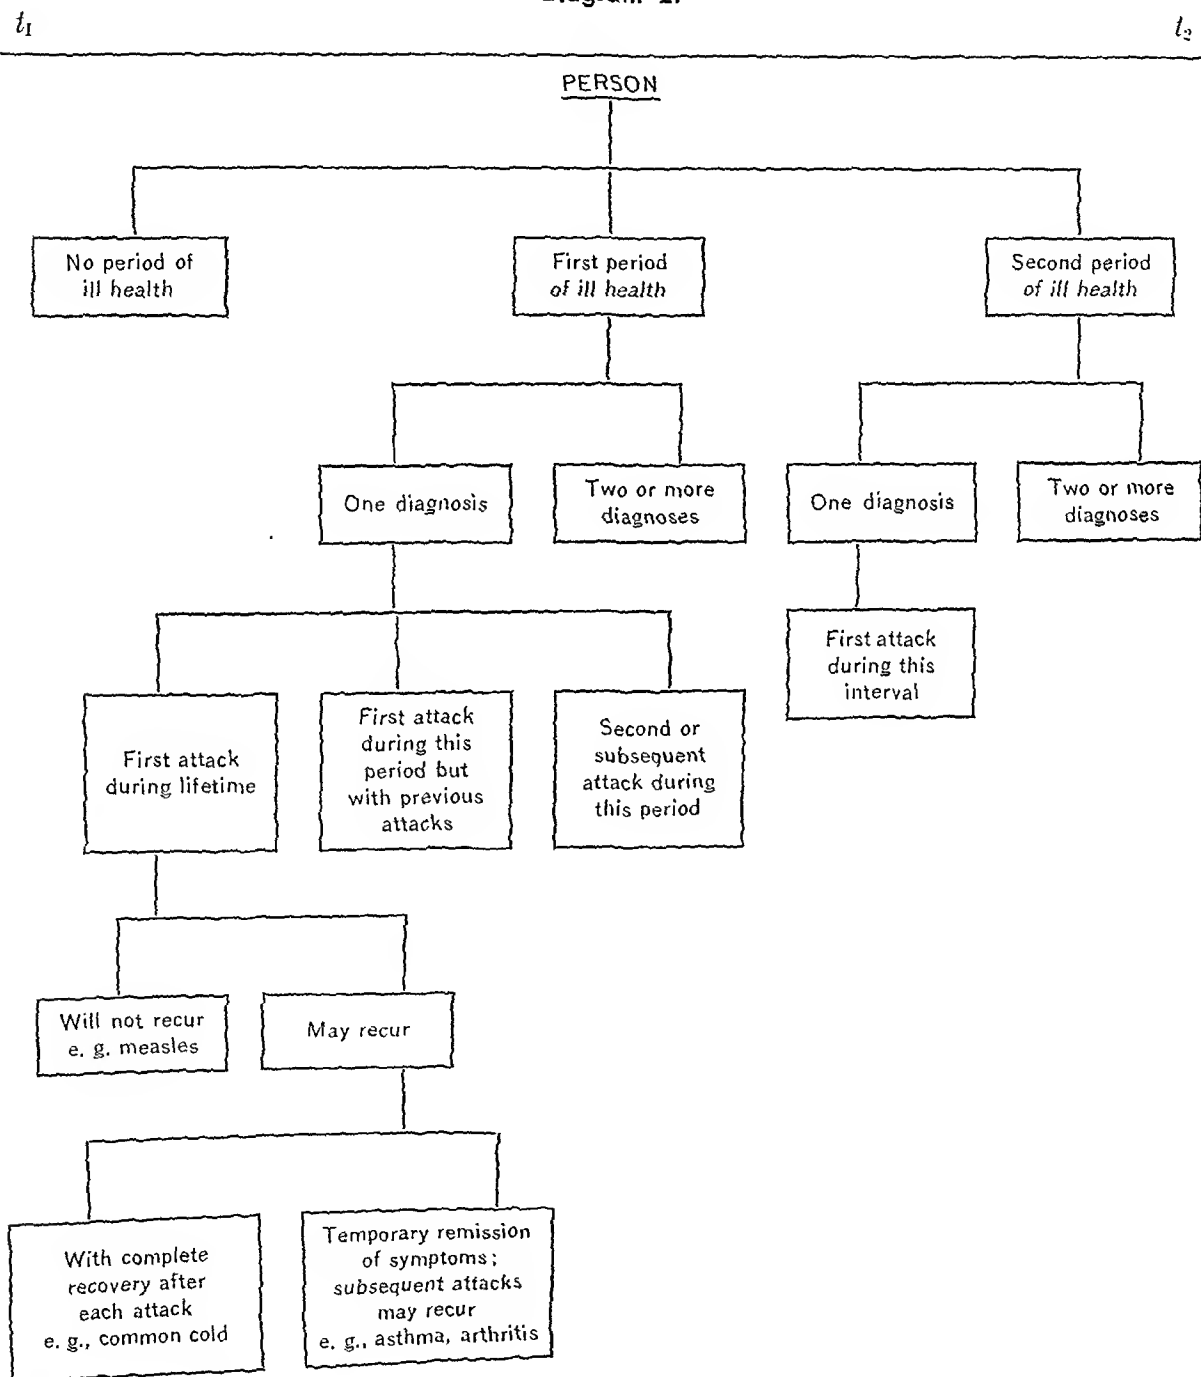 t1 t2
PERSON
No period of
ill health
First period
of ill health
Second period
of ill health
One diagnosis
Two or more
diagnoses
One diagnosis
Two or more
diagnoses
First attack
during this
interval
First attack
during lifetime
First attack
during this
period but
with previous
attacks
Second or
subsequent
attack during
this period
Will not recur
e. g. measles
May recur
With complete
recovery after
each attack
e. g., common cold
Temporary remission
of symptoms;
subsequent attacks
may recur
e. g., asthma, arthritis